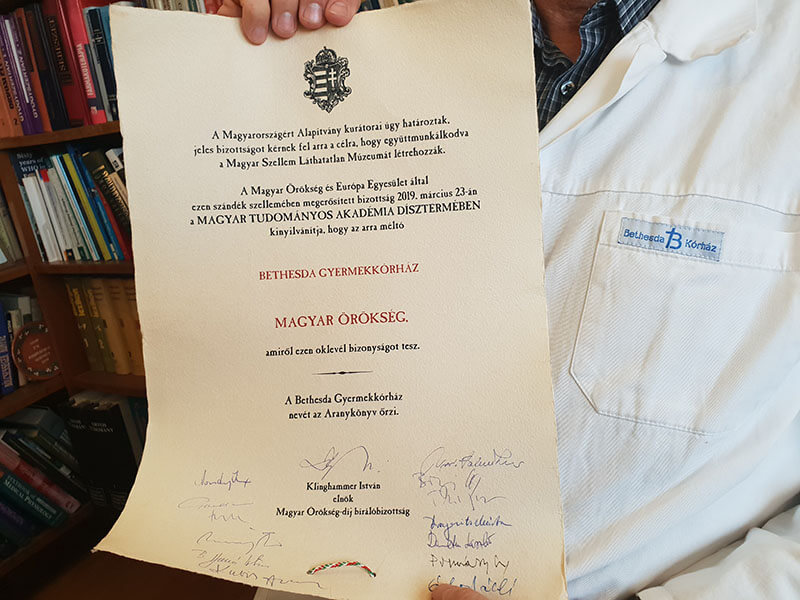 A Magyarországért Alapítvány kurátorai úgy határoztak,
jeles bizottságot kérnek fel arra a célra, hogy együttmunkálkodva
a Magyar Szellem Láthatatlan Múzeumát létrehozzák.
A Magyar Örökség és Európa Egyesület által
ezen szándék szellemében megerősített bizottság 2019. március 23-án
a MAGYAR TUDOMÁNYOS AKADÉMIA DÍSZTERMÉBEN
kinyilvánítja, hogy az arra méltó
BETHESDA GYERMEKKÓRHÁZ
MAGYAR ÖRÖKSÉG,
amiről ezen oklevél bizonyságot tesz.
A Bethesda Gyermekkórház
nevét az Aranykönyv őrzi.
Klinghammer István
elnök
Magyar Örökség-díj bírálóbizottság
Bethesda Kórház